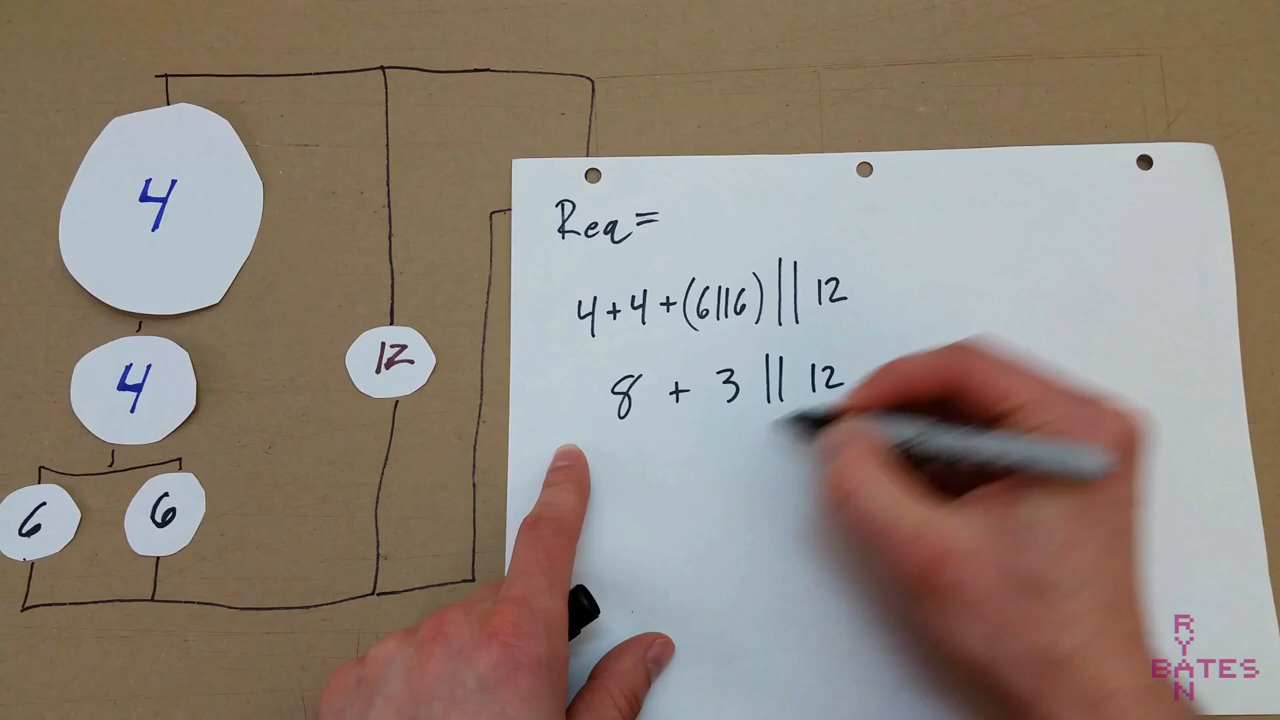 4
4
6 6
12
Req=
4+4+(6||6)||12
8 + 3 || 12
RYAN
BATES